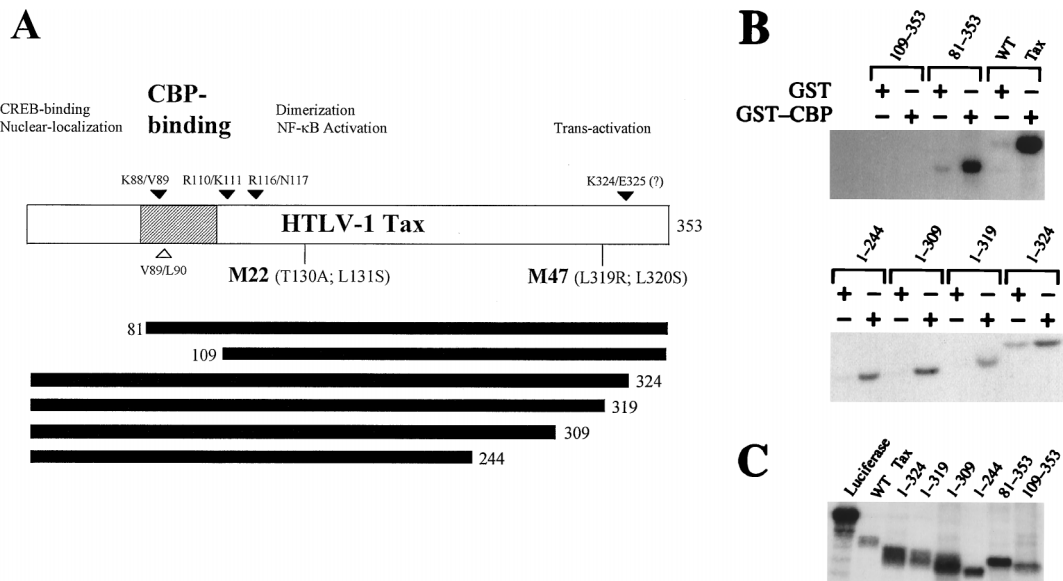 A
CREB-binding
Nuclear-localization
CBP-
binding
Dimerization
NF-κB Activation
Trans-activation
K88/V89
R110/K111
R116/N117
K324/E325 (?)
HTLV-1 Tax
353
V89/L90
M22 (T130A; L131S)
M47 (L319R; L320S)
81
109
324
319
309
244
B
109–353
81–353
WT Tax
GST + – + – + –
GST–CBP – + – + – +
1–244
1–309
1–319
1–324
+ – + – + – + –
– + – + – + – +
C
Luciferase
WT Tax
1–324
1–319
1–309
1–244
81–353
109–353